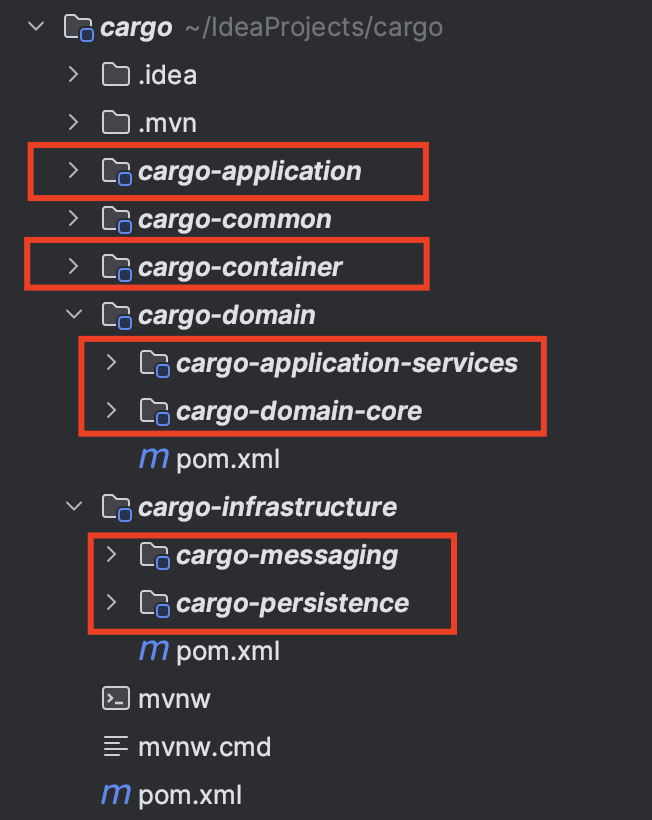 cargo ~/IdeaProjects/cargo
.idea
.mvn
cargo-application
cargo-common
cargo-container
cargo-domain
cargo-application-services
cargo-domain-core
m pom.xml
cargo-infrastructure
cargo-messaging
cargo-persistence
m pom.xml
mvnw
mvnw.cmd
m pom.xml